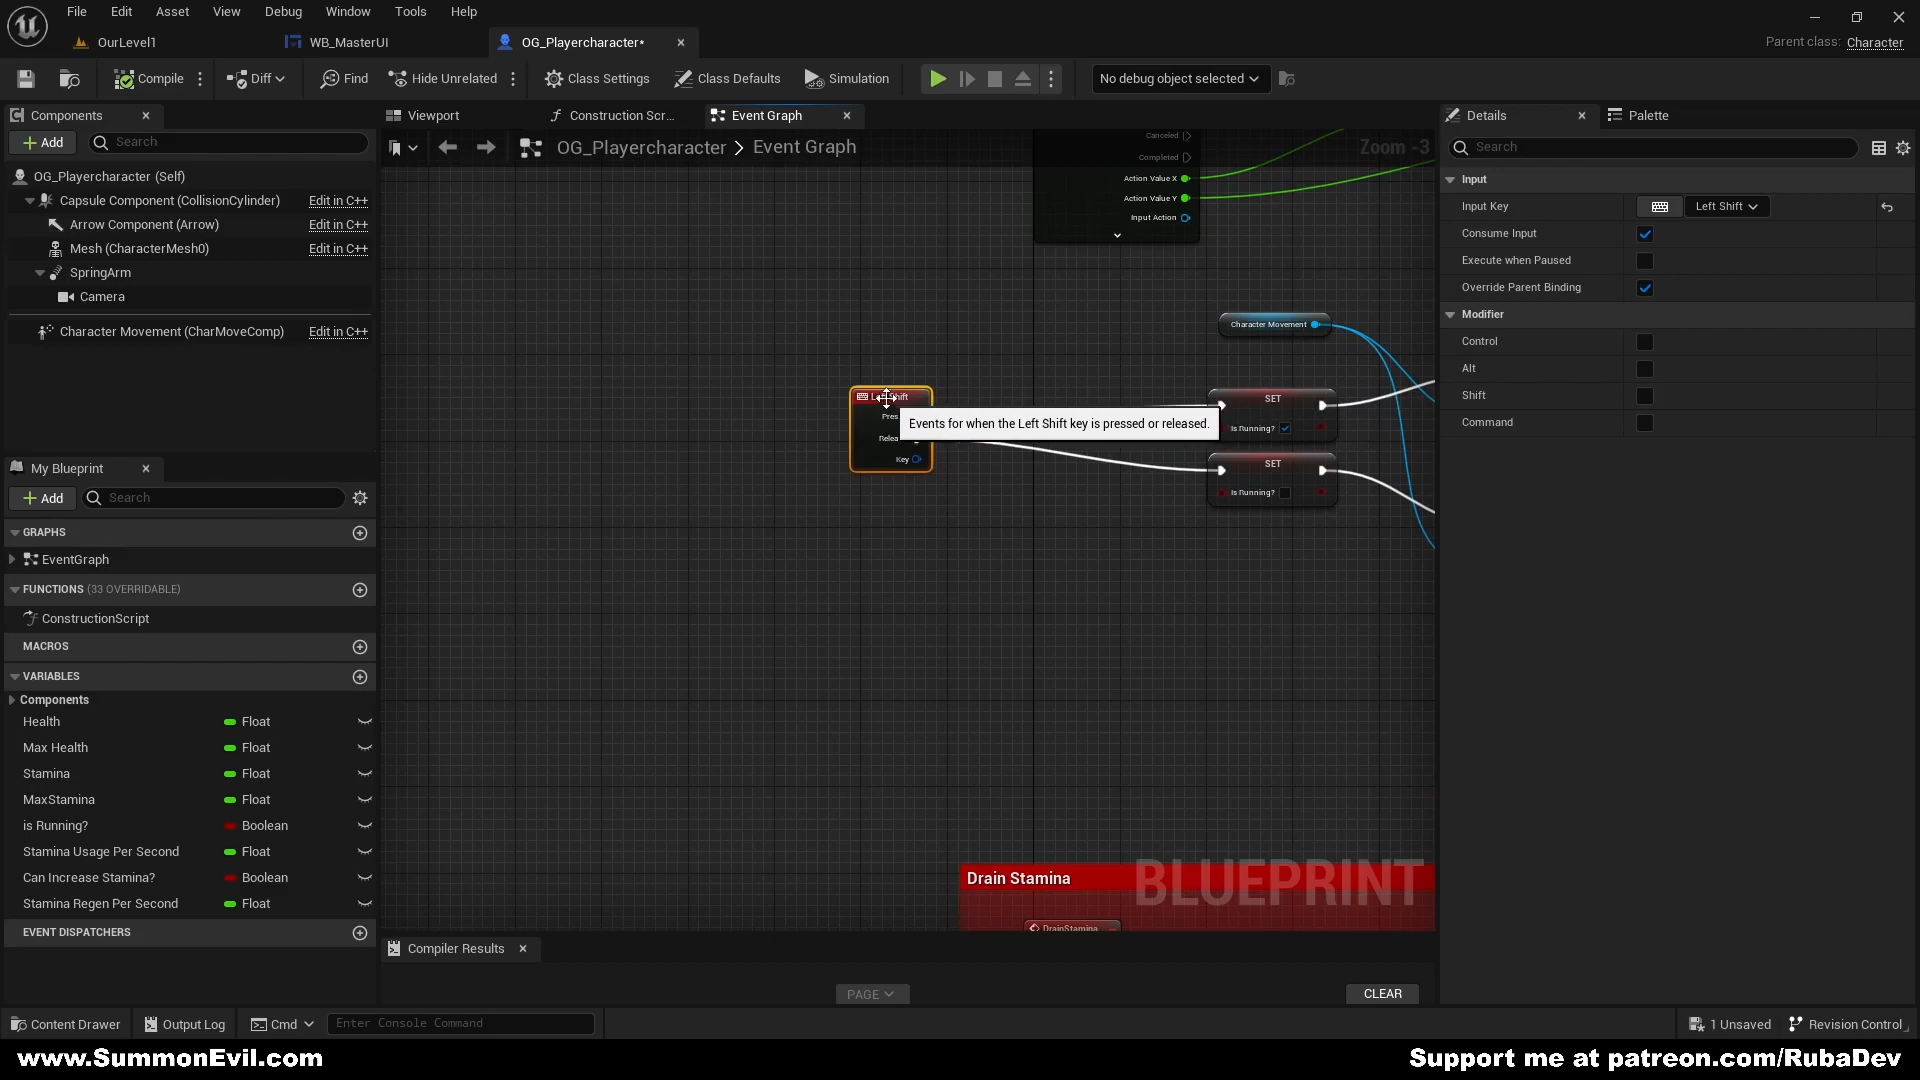 File Edit Asset View Debug Window Tools Help
OurLevel1 WB_MasterUI OG_Playercharacter* Parent class: Character
Compile Diff Find Hide Unrelated Class Settings Class Defaults Simulation No debug object selected
Components
Add Search
OG_Playercharacter (Self)
Capsule Component (CollisionCylinder) Edit in C++
Arrow Component (Arrow) Edit in C++
Mesh (CharacterMesh0) Edit in C++
SpringArm
Camera
Character Movement (CharMoveComp) Edit in C++
My Blueprint
Add Search
GRAPHS
EventGraph
FUNCTIONS (33 OVERRIDABLE)
ConstructionScript
MACROS
VARIABLES
Components
Health Float
Max Health Float
Stamina Float
MaxStamina Float
is Running? Boolean
Stamina Usage Per Second Float
Can Increase Stamina? Boolean
Stamina Regen Per Second Float
EVENT DISPATCHERS
Viewport Construction Scr... Event Graph
OG_Playercharacter > Event Graph Zoom -3
Canceled
Completed
Action Value X
Action Value Y
Input Action
Character Movement
Pres
Relea
Key
Events for when the Left Shift key is pressed or released.
SET
Is Running?
SET
Is Running?
Drain Stamina
BLUEPRINT
DrainStamina
Compiler Results
PAGE CLEAR
Details Palette
Search
Input
Input Key Left Shift
Consume Input
Execute when Paused
Override Parent Binding
Modifier
Control
Alt
Shift
Command
Content Drawer Output Log Cmd Enter Console Command 1 Unsaved Revision Control
www.SummonEvil.com Support me at patreon.com/RubaDev